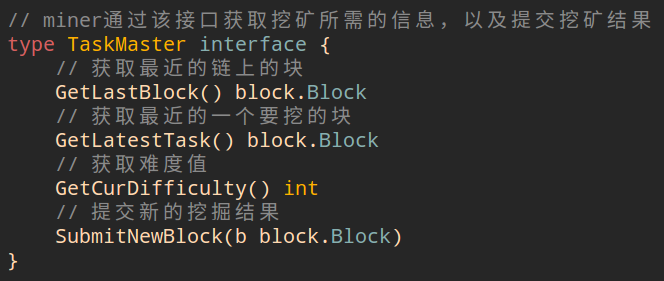 // miner通过该接口获取挖矿所需的信息，以及提交挖矿结果
type TaskMaster interface {
    // 获取最近的链上的块
    GetLastBlock() block.Block
    // 获取最近的一个要挖的块
    GetLatestTask() block.Block
    // 获取难度值
    GetCurDifficulty() int
    // 提交新的挖掘结果
    SubmitNewBlock(b block.Block)
}